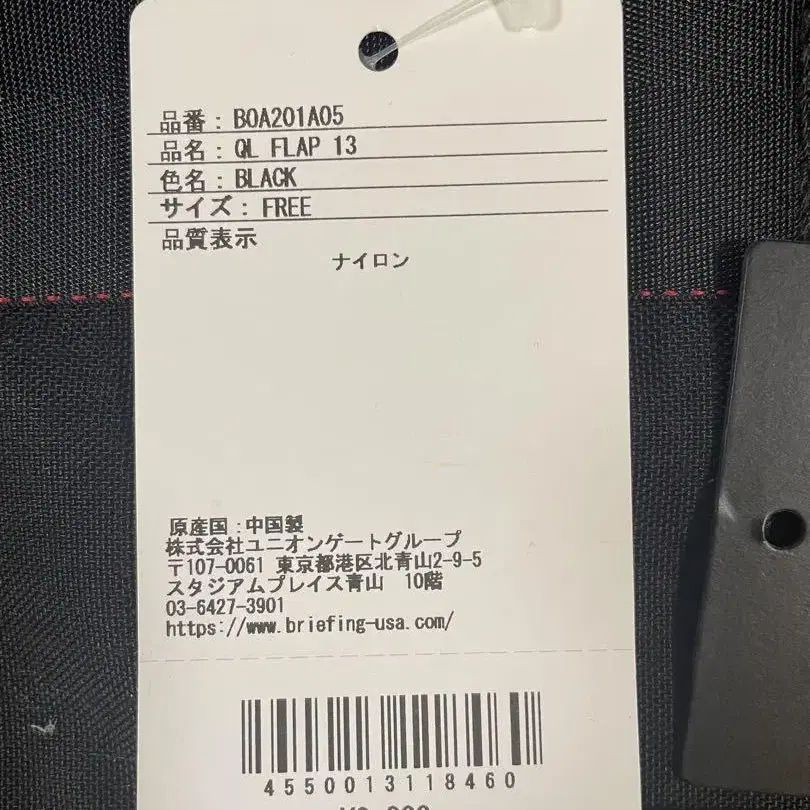 品番：BOA201A05
品名：QL FLAP 13
色名：BLACK
サイズ：FREE
品質表示
ナイロン
原産国：中国製
株式会社ユニオンゲートグループ
〒107-0061 東京都港区北青山2-9-5
スタジアムプレイス青山 10階
03-6427-3901
https://www.briefing-usa.com/
4550013118460